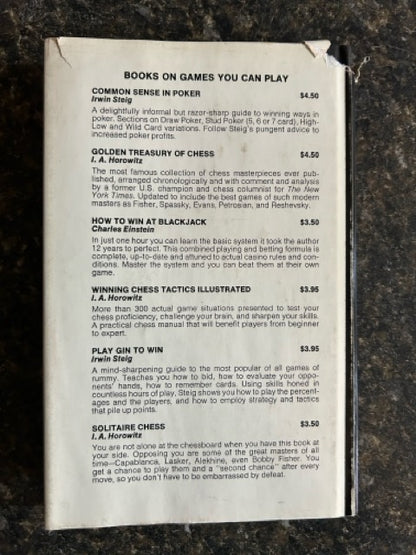 BOOKS ON GAMES YOU CAN PLAY
COMMON SENSE IN POKER $4.50
Irwin Steig
A delightfully informal but razor-sharp guide to winning ways in
poker. Sections on Draw Poker, Stud Poker (5, 6 or 7 card), High-
Low and Wild Card variations. Follow Steig's pungent advice to
increased poker profits.
GOLDEN TREASURY OF CHESS $4.50
I. A. Horowitz
The most famous collection of chess masterpieces ever pub-
lished, arranged chronologically and with comment and analysis
by a former U.S. champion and chess columnist for The New
York Times. Updated to include the best games of such modern
masters as Fisher, Spassky, Evans, Petrosian, and Reshevsky.
HOW TO WIN AT BLACKJACK $3.50
Charles Einstein
In just one hour you can learn the basic system it took the author
12 years to perfect. This combined playing and betting formula is
complete, up-to-date and attuned to actual casino rules and con-
ditions. Master the system and you can beat them at their own
game.
WINNING CHESS TACTICS ILLUSTRATED $3.95
I. A. Horowitz
More than 300 actual game situations presented to test your
chess proficiency, challenge your brain, and sharpen your skills.
A practical chess manual that will benefit players from beginner
to expert.
PLAY GIN TO WIN $3.95
Irwin Steig
A mind-sharpening guide to the most popular of all games of
rummy. Teaches you how to bid, how to evaluate your oppo-
nents' hands, how to remember cards. Using skills honed in
countless hours of play, Steig shows you how to play the percent-
ages and the players, and how to employ strategy and tactics
that pile up points.
SOLITAIRE CHESS $3.50
I. A. Horowitz
You are not alone at the chessboard when you have this book at
your side. Opposing you are some of the great masters of all
time—Capablanca, Lasker, Alekhine, even Bobby Fisher. You
get a chance to play them and a "second chance" after every
move, so you don't have to be embarrassed by defeat.